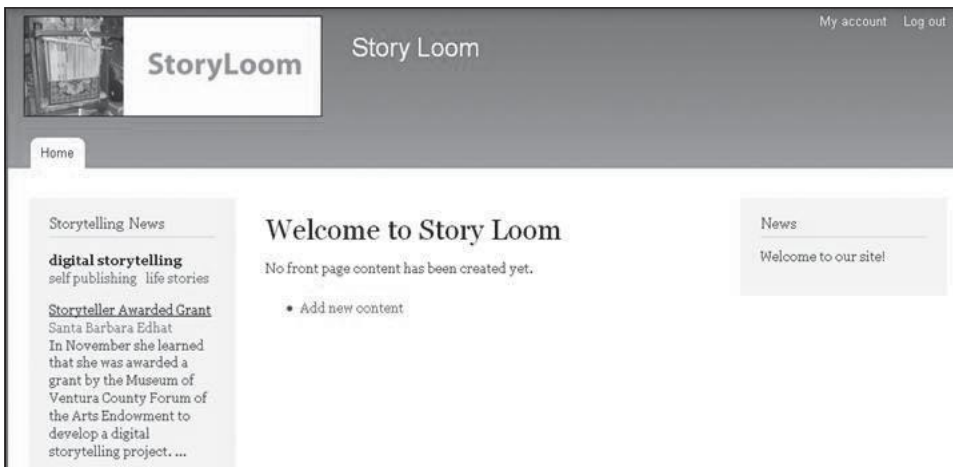 My account Log out
StoryLoom
Story Loom
Home
Storytelling News
digital storytelling
self publishing life stories
Storyteller Awarded Grant
Santa Barbara Edhat
In November she learned
that she was awarded a
grant by the Museum of
Ventura County Forum of
the Arts Endowment to
develop a digital
storytelling project. ...
Welcome to Story Loom
No front page content has been created yet.
• Add new content
News
Welcome to our site!